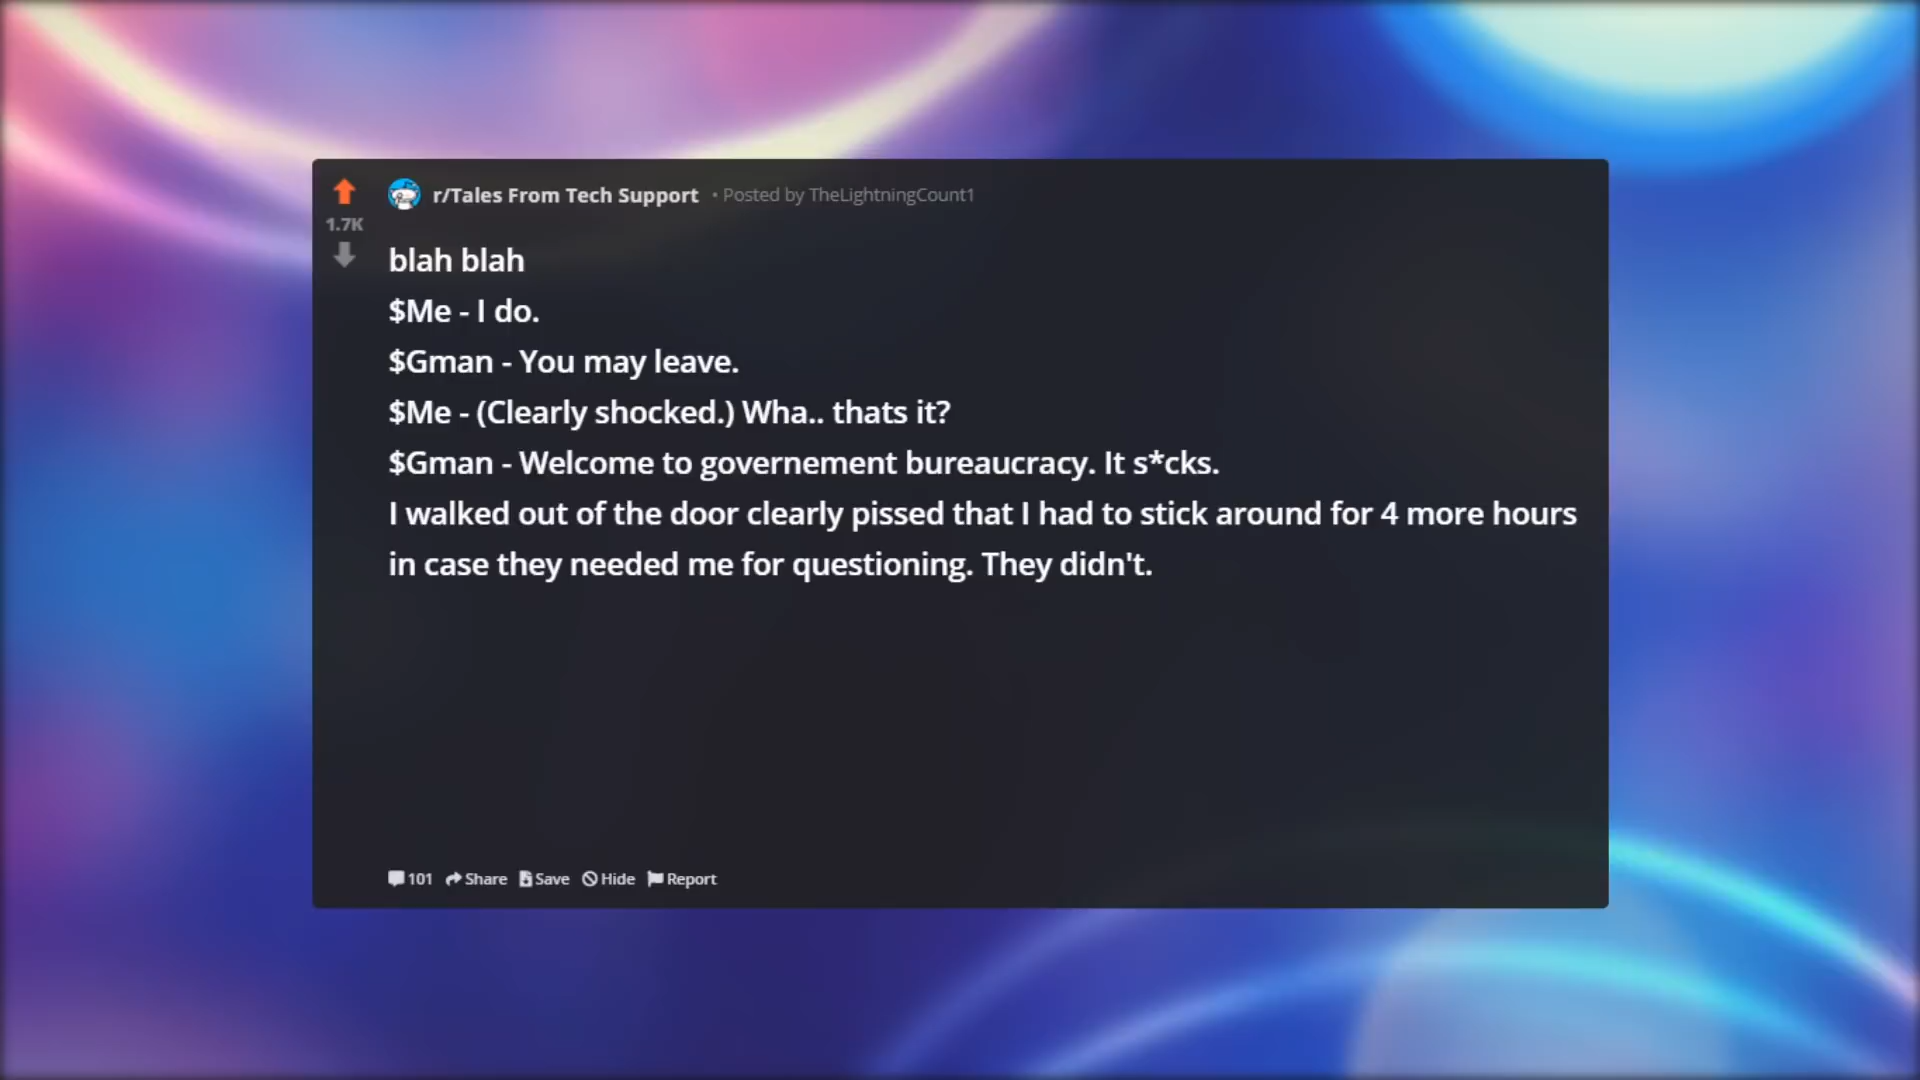 r/Tales From Tech Support • Posted by TheLightningCount1
1.7K
blah blah
$Me - I do.
$Gman - You may leave.
$Me - (Clearly shocked.) Wha.. thats it?
$Gman - Welcome to governement bureaucracy. It s*cks.
I walked out of the door clearly pissed that I had to stick around for 4 more hours
in case they needed me for questioning. They didn't.
101 Share Save Hide Report